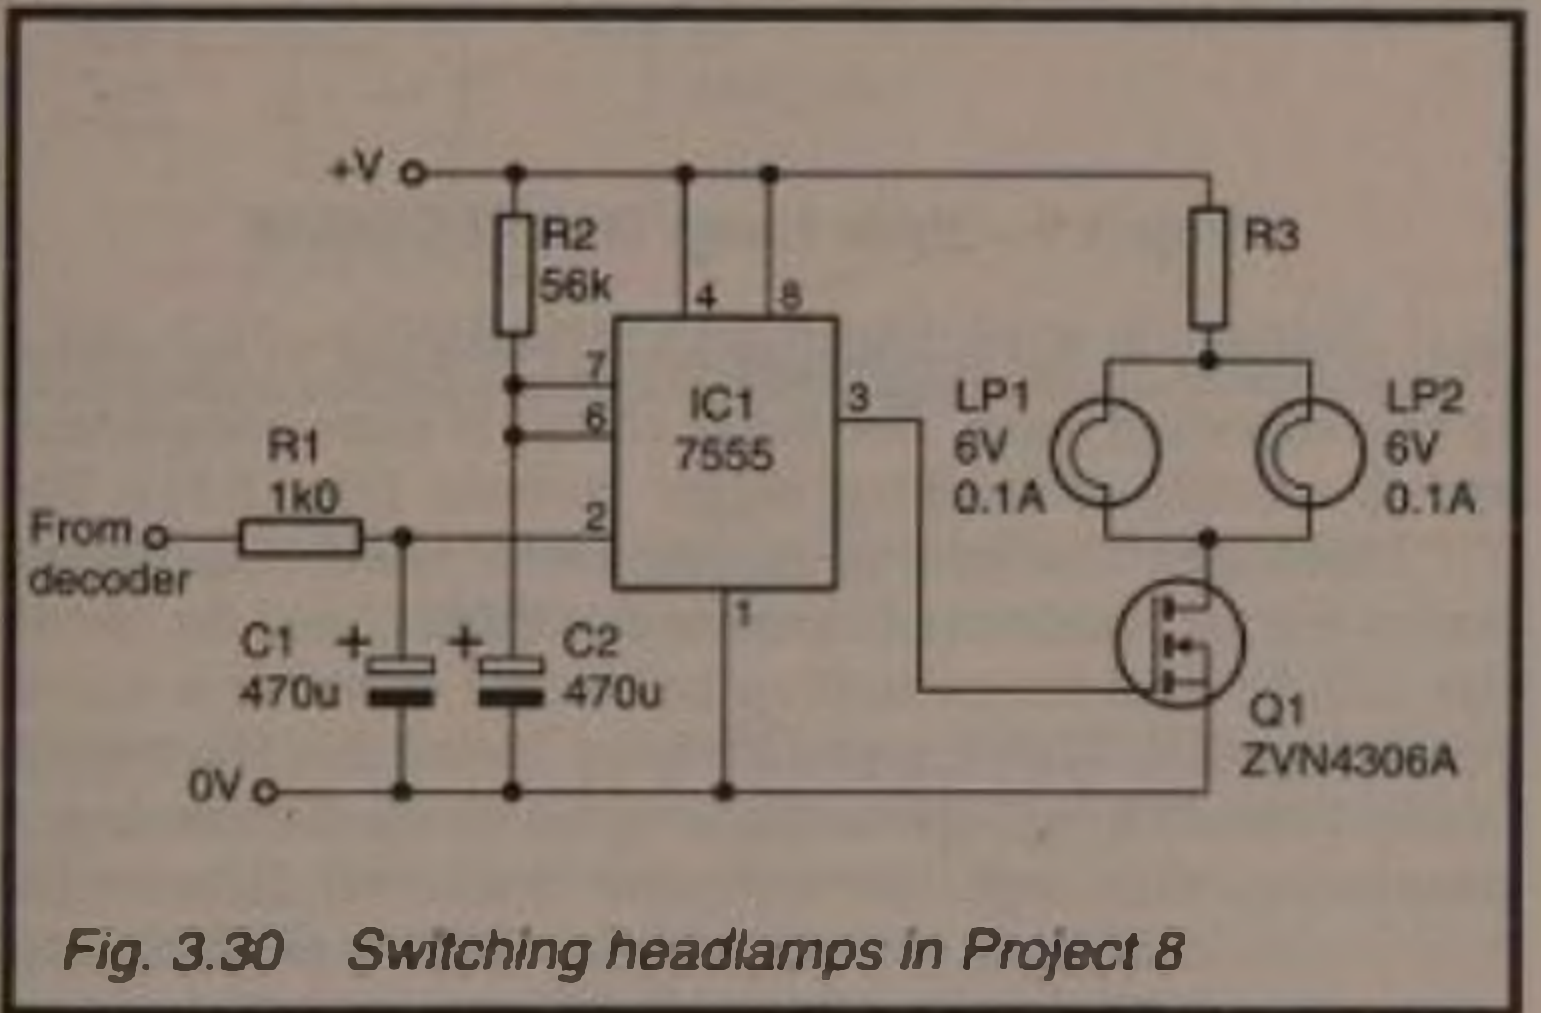 +V
R2
56k
4
8
R3
7
6
IC1
7555
3
LP1
6V
0.1A
LP2
6V
0.1A
R1
1k0
2
From
decoder
1
C1
470u
+
+
C2
470u
Q1
ZVN4306A
0V
Fig. 3.30 Switching headlamps in Project 8